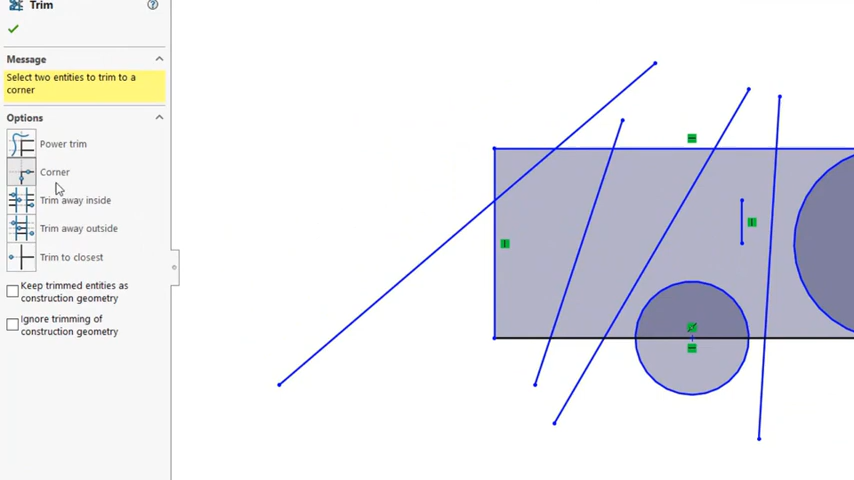 Trim
Message
Select two entities to trim to a
corner
Options
Power trim
Corner
Trim away inside
Trim away outside
Trim to closest
Keep trimmed entities as
construction geometry
Ignore trimming of
construction geometry